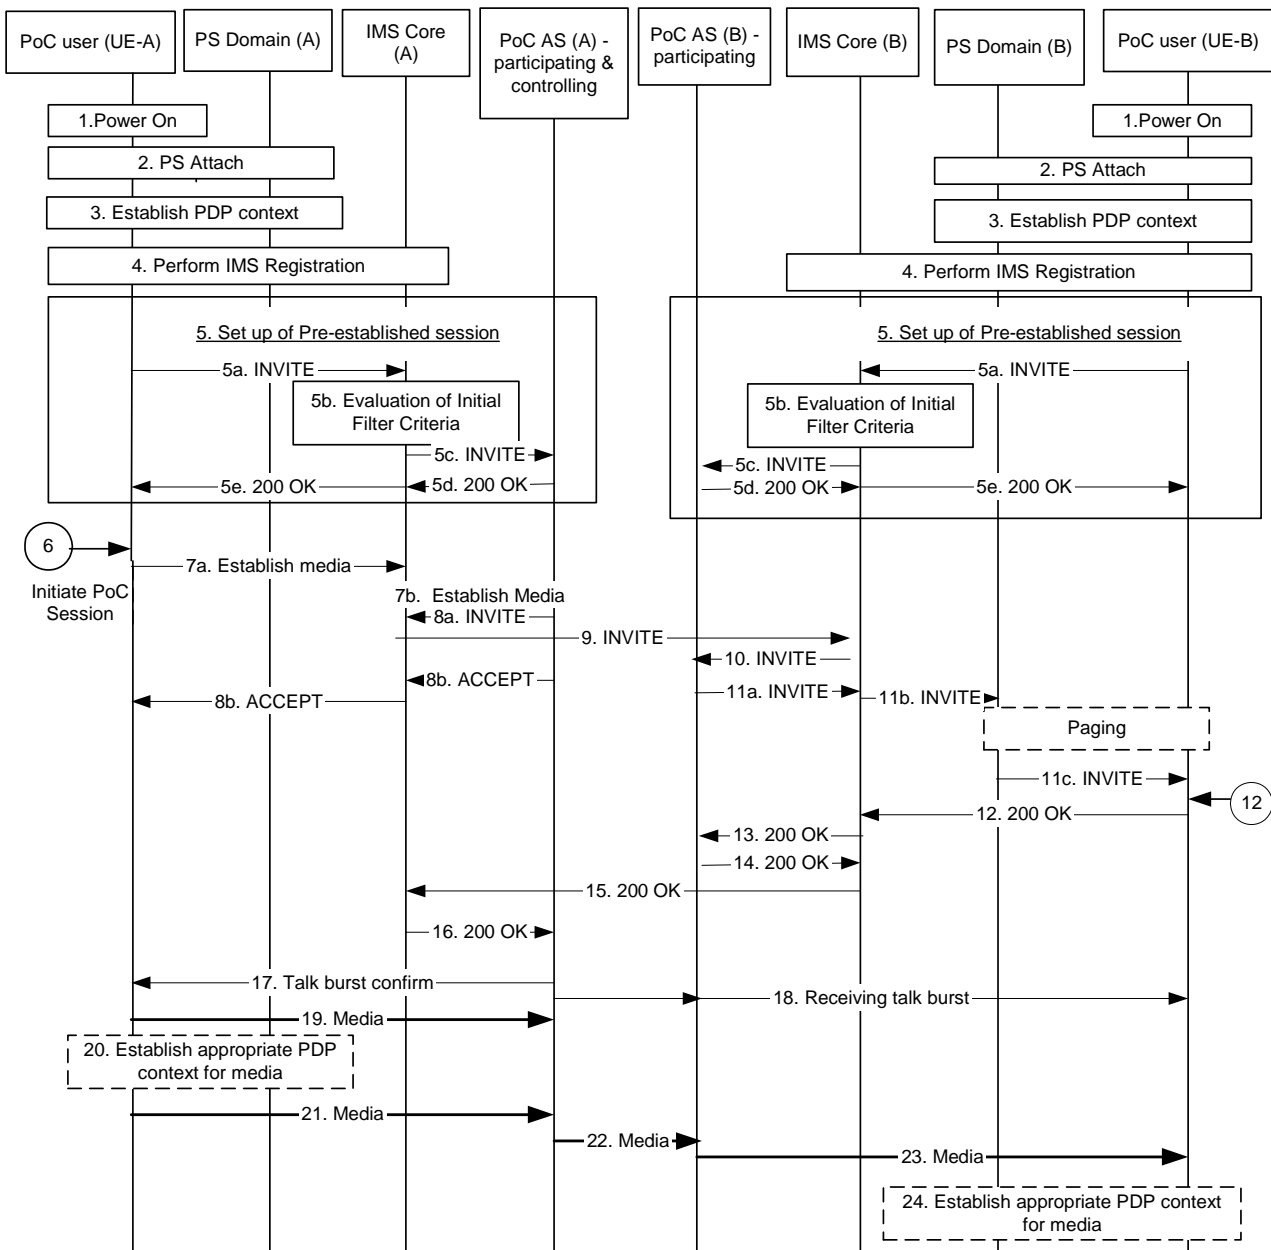 PoC user (UE-A)
PS Domain (A)
IMS Core
(A)
PoC AS (A) -
participating &
controlling
PoC AS (B) -
participating
IMS Core (B)
PS Domain (B)
PoC user (UE-B)
1.Power On
1.Power On
2. PS Attach
2. PS Attach
3. Establish PDP context
3. Establish PDP context
4. Perform IMS Registration
4. Perform IMS Registration
5. Set up of Pre-established session
5. Set up of Pre-established session
5a. INVITE
5a. INVITE
5b. Evaluation of Initial
Filter Criteria
5b. Evaluation of Initial
Filter Criteria
5c. INVITE
5c. INVITE
5e. 200 OK
5d. 200 OK
5d. 200 OK
5e. 200 OK
6
7a. Establish media
Initiate PoC
Session
7b. Establish Media
8a. INVITE
9. INVITE
10. INVITE
8b. ACCEPT
8b. ACCEPT
11a. INVITE
11b. INVITE
Paging
11c. INVITE
12
12. 200 OK
13. 200 OK
14. 200 OK
15. 200 OK
16. 200 OK
17. Talk burst confirm
18. Receiving talk burst
19. Media
20. Establish appropriate PDP
context for media
21. Media
22. Media
23. Media
24. Establish appropriate PDP context
for media